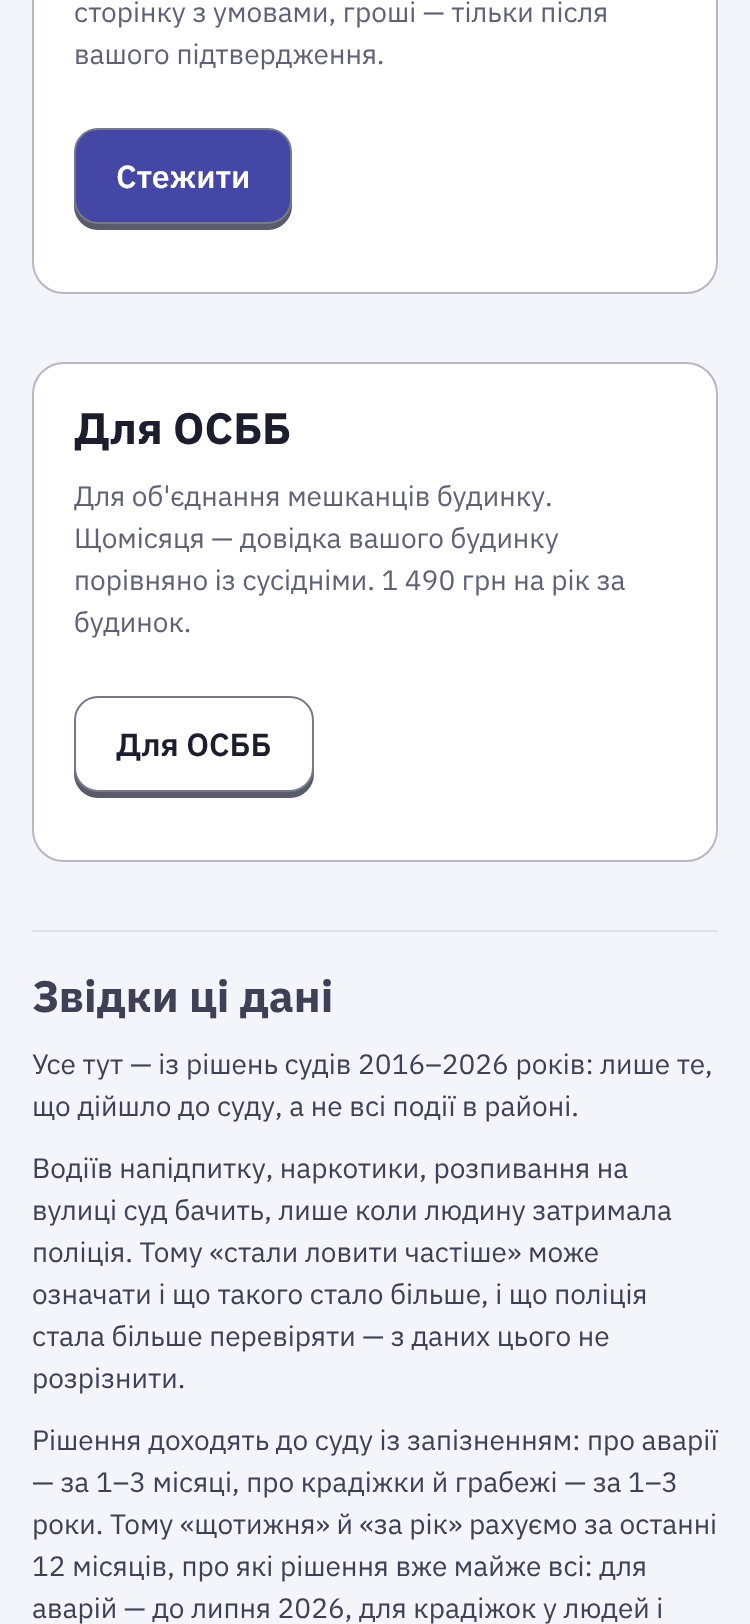 сторінку з умовами, гроші — тільки після
вашого підтвердження.
Стежити
Для ОСББ
Для об'єднання мешканців будинку.
Щомісяця — довідка вашого будинку
порівняно із сусідніми. 1 490 грн на рік за
будинок.
Для ОСББ
Звідки ці дані
Усе тут — із рішень судів 2016–2026 років: лише те,
що дійшло до суду, а не всі події в районі.
Водіїв напідпитку, наркотики, розпивання на
вулиці суд бачить, лише коли людину затримала
поліція. Тому «стали ловити частіше» може
означати і що такого стало більше, і що поліція
стала більше перевіряти — з даних цього не
розрізнити.
Рішення доходять до суду із запізненням: про аварії
— за 1–3 місяці, про крадіжки й грабежі — за 1–3
роки. Тому «щотижня» й «за рік» рахуємо за останні
12 місяців, про які рішення вже майже всі: для
аварій — до липня 2026, для крадіжок у людей і